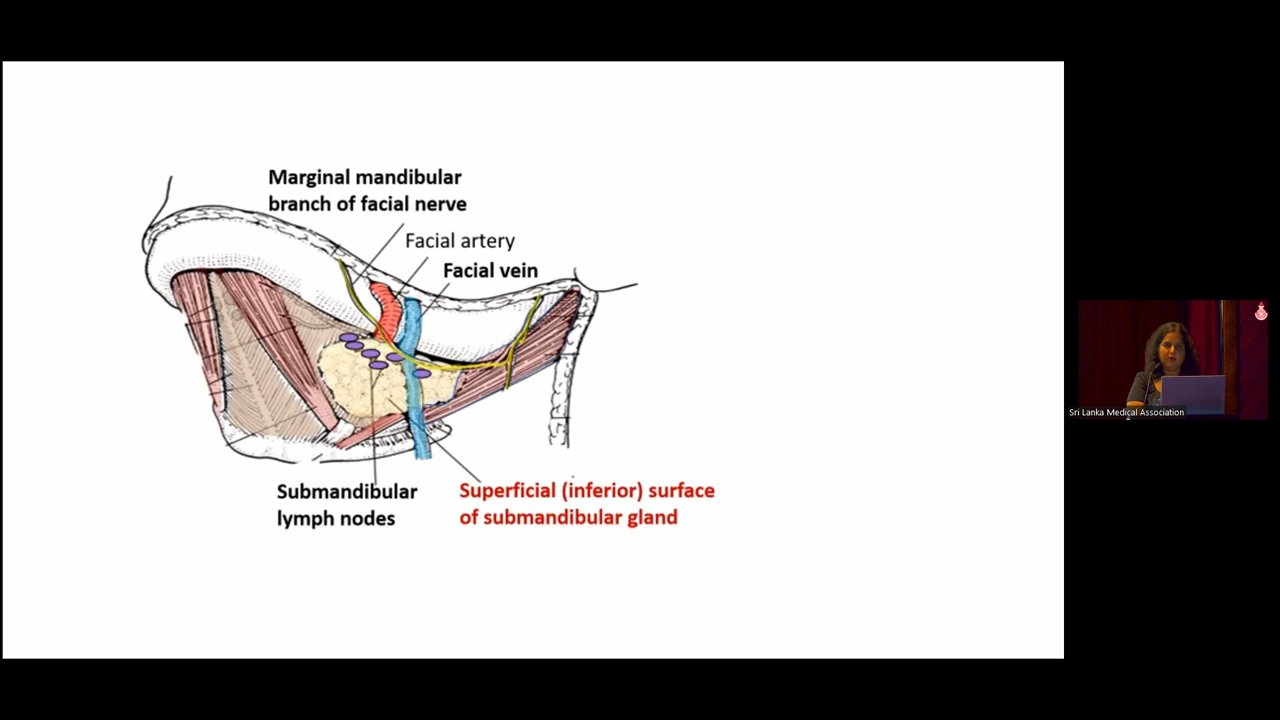 Marginal mandibular
branch of facial nerve
Facial artery
Facial vein
Submandibular
lymph nodes
Superficial (inferior) surface
of submandibular gland
Sri Lanka Medical Association